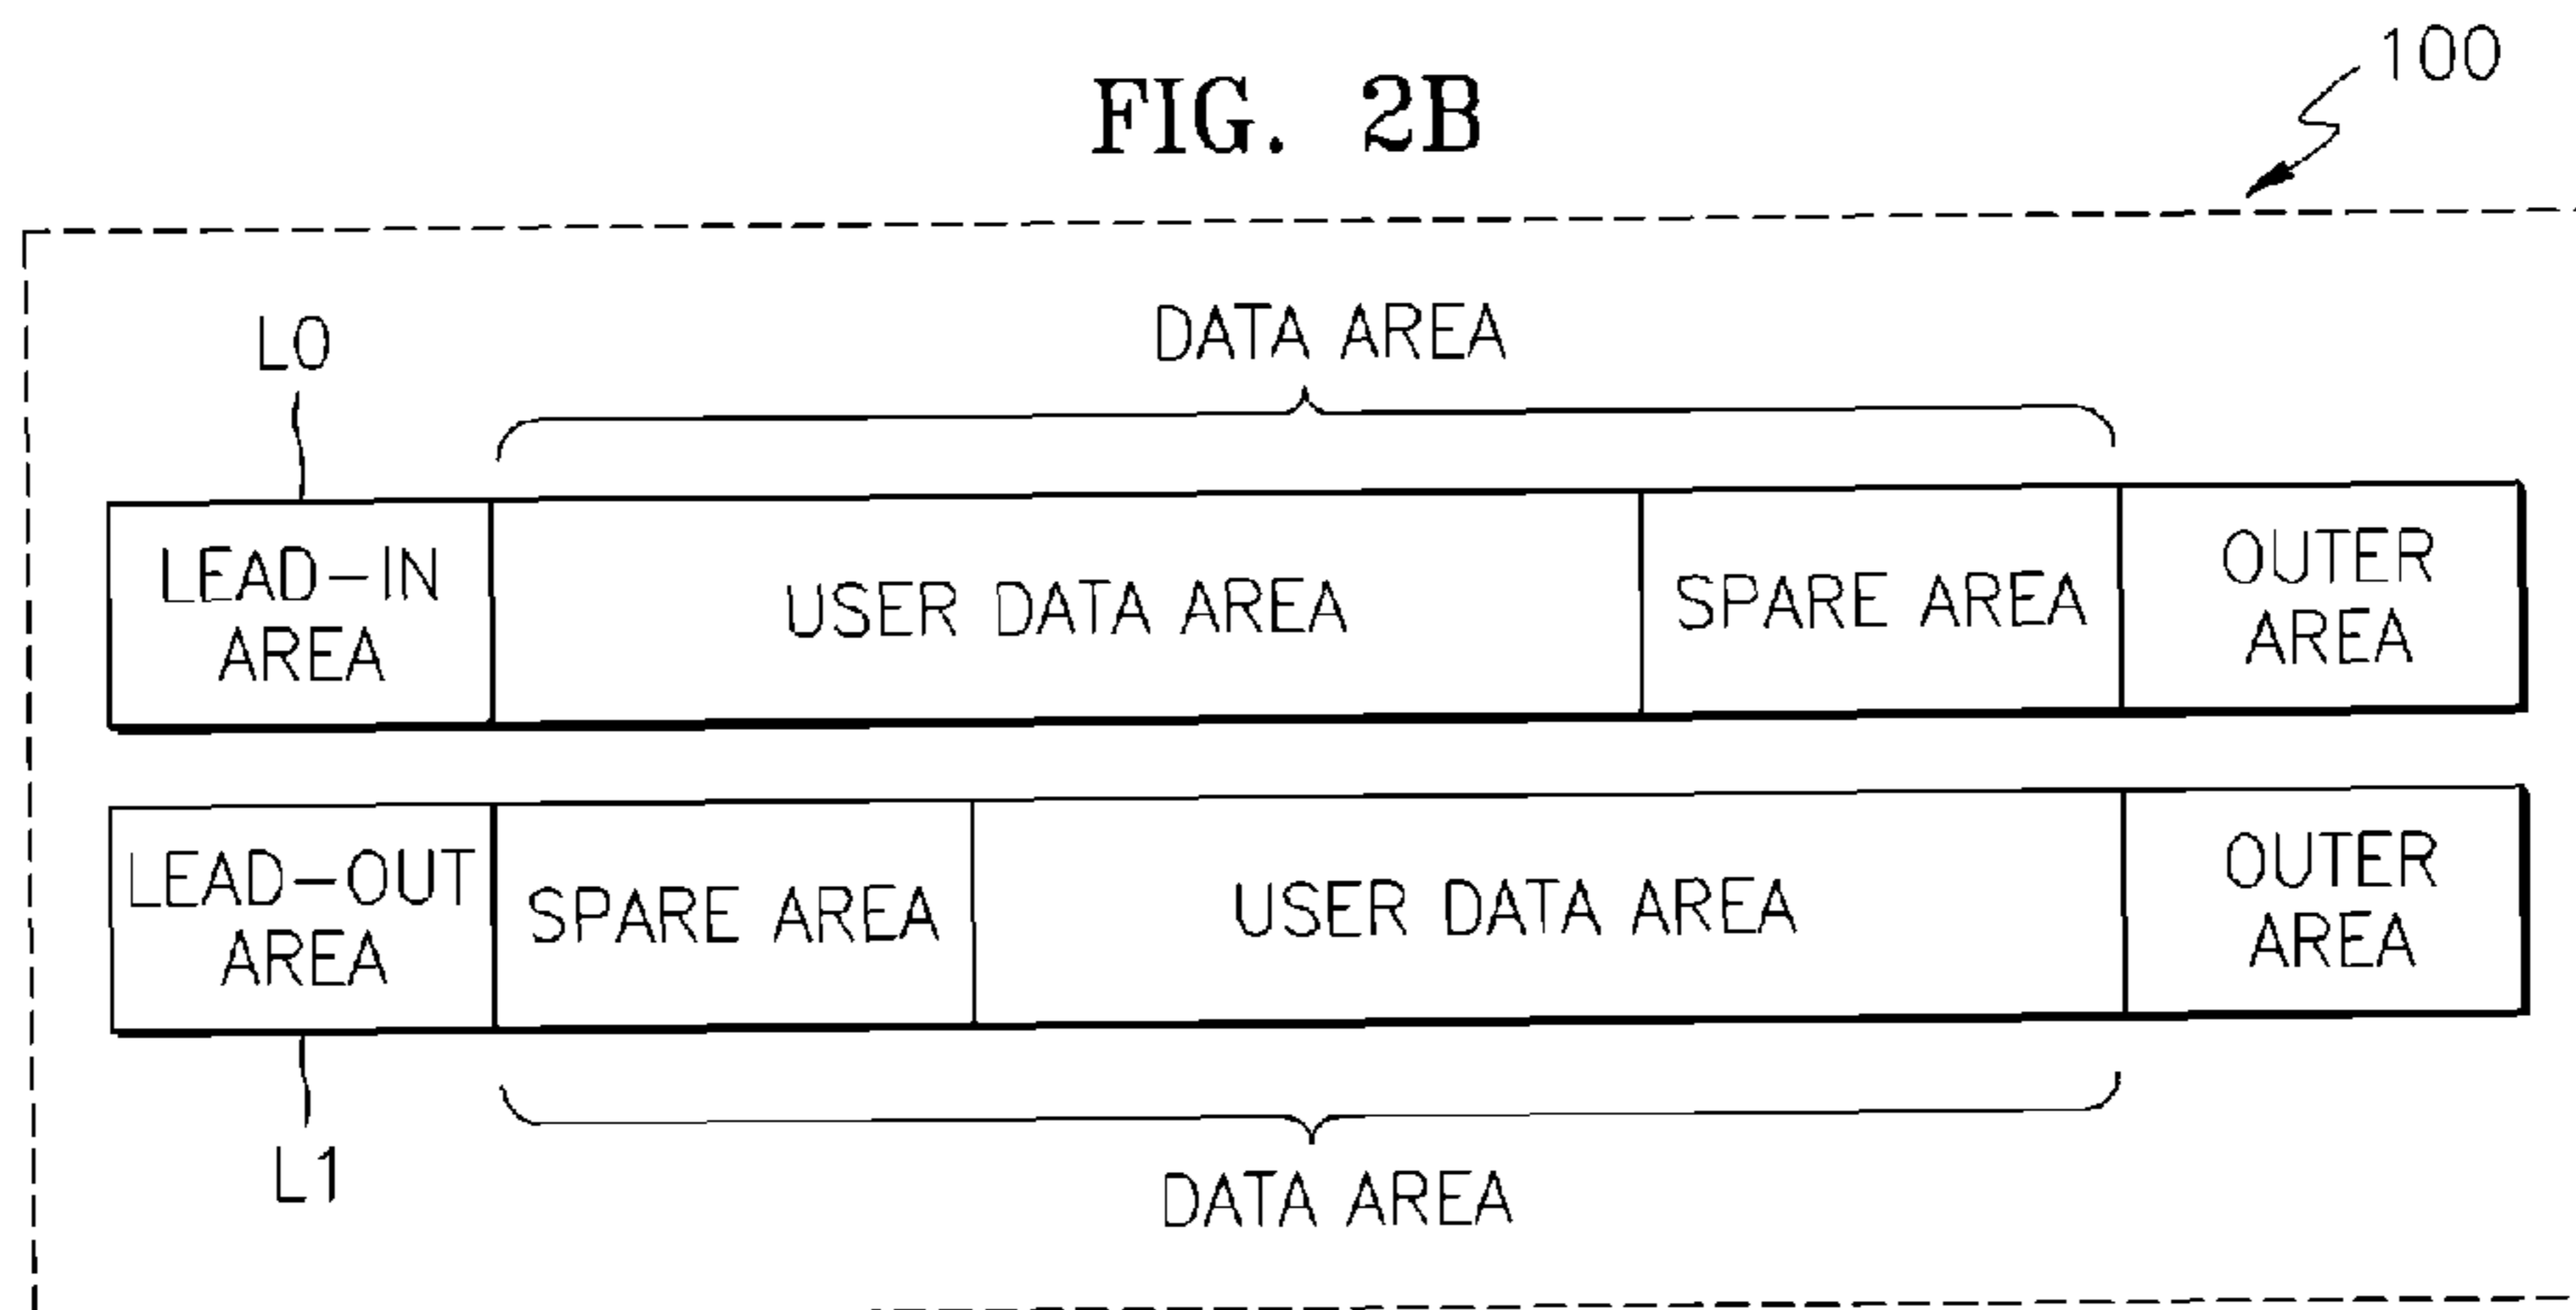 FIG. 2B
100
DATA AREA
L0
LEAD-IN
AREA
USER DATA AREA
SPARE AREA
OUTER
AREA
LEAD-OUT
AREA
SPARE AREA
USER DATA AREA
OUTER
AREA
L1
DATA AREA